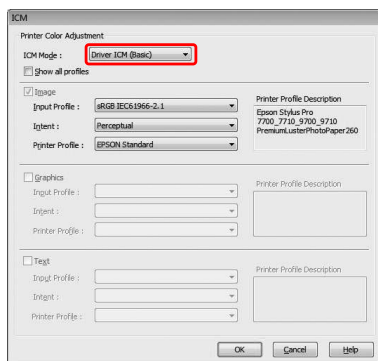 ICM
Printer Color Adjustment
ICM Mode : Driver ICM (Basic)
Show all profiles
Image
Input Profile : sRGB IEC61966-2.1
Intent : Perceptual
Printer Profile : EPSON Standard
Printer Profile Description
Epson Stylus Pro
7700_7710_9700_9710
PremiumLusterPhotoPaper260
Graphics
Input Profile :
Intent :
Printer Profile :
Printer Profile Description
Text
Input Profile :
Intent :
Printer Profile :
Printer Profile Description
OK Cancel Help